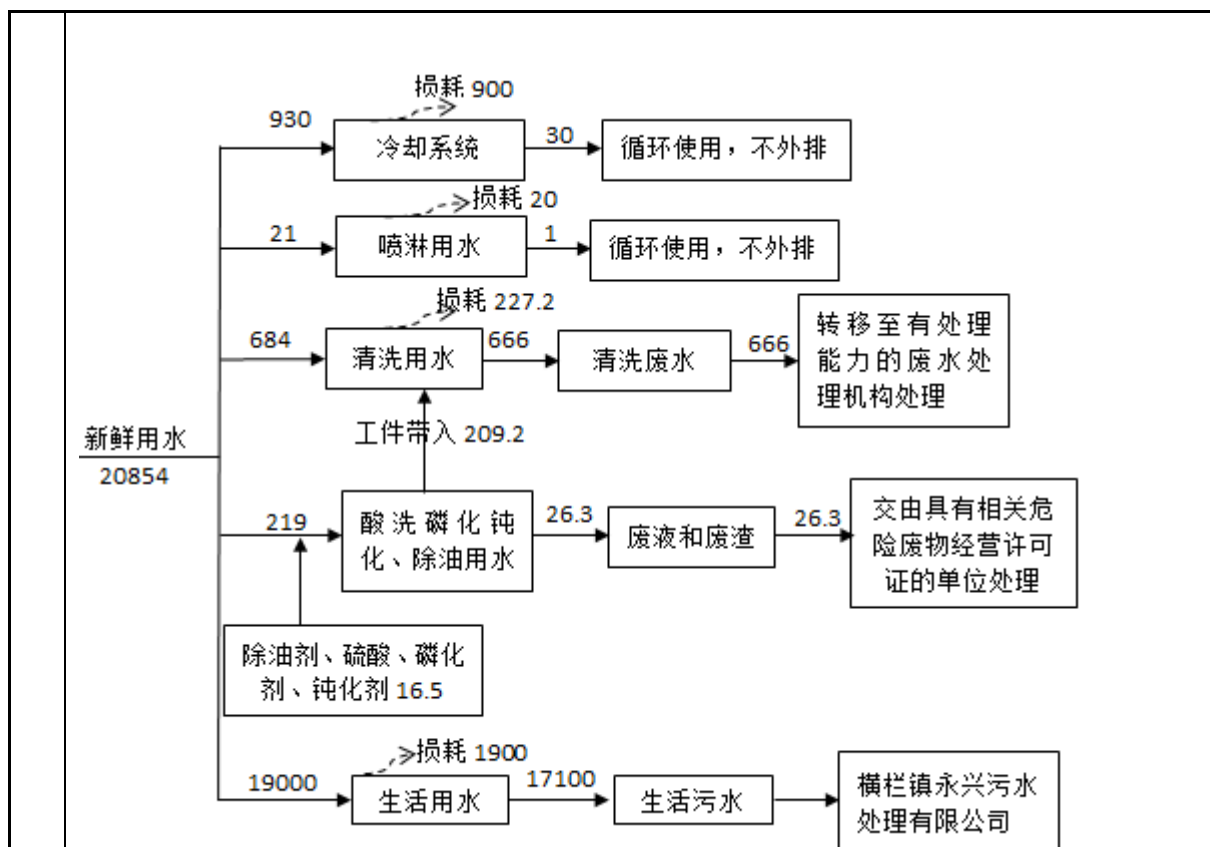 损耗 900
930
冷却系统
30
循环使用，不外排
损耗 20
21
喷淋用水
1
循环使用，不外排
损耗 227.2
684
清洗用水
666
清洗废水
666
转移至有处理
能力的废水处
理机构处理
工件带入 209.2
新鲜用水
20854
219
酸洗磷化钝
化、除油用水
26.3
废液和废渣
26.3
交由具有相关危
险废物经营许可
证的单位处理
除油剂、硫酸、磷化
剂、钝化剂 16.5
损耗 1900
19000
生活用水
17100
生活污水
横栏镇永兴污水
处理有限公司